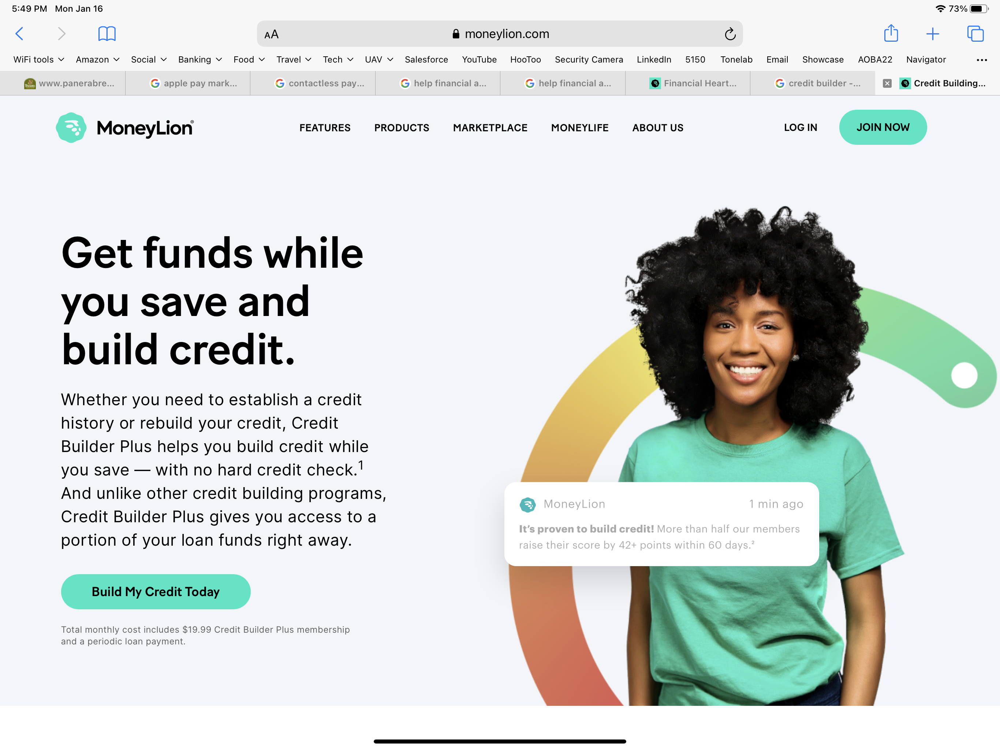 5:49 PM Mon Jan 16
73%
AA moneylion.com
WiFi tools Amazon Social Banking Food Travel Tech UAV Salesforce YouTube HooToo Security Camera LinkedIn 5150 Tonelab Email Showcase AOBA22 Navigator ...
www.panerabre... apple pay mark... contactless pay... help financial a... help financial a... Financial Heart... credit builder -... Credit Building...
MoneyLion® FEATURES PRODUCTS MARKETPLACE MONEYLIFE ABOUT US LOG IN JOIN NOW
Get funds while
you save and
build credit.
Whether you need to establish a credit
history or rebuild your credit, Credit
Builder Plus helps you build credit while
you save — with no hard credit check.¹
And unlike other credit building programs,
Credit Builder Plus gives you access to a
portion of your loan funds right away.
Build My Credit Today
Total monthly cost includes $19.99 Credit Builder Plus membership
and a periodic loan payment.
MoneyLion 1 min ago
It's proven to build credit! More than half our members
raise their score by 42+ points within 60 days.²